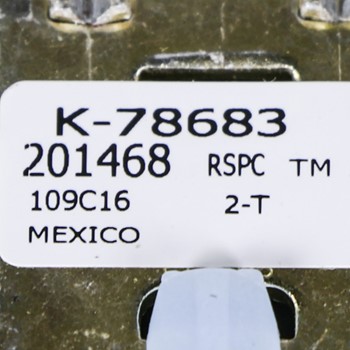 K-78683
201468 RSPC TM
109C16 2-T
MEXICO